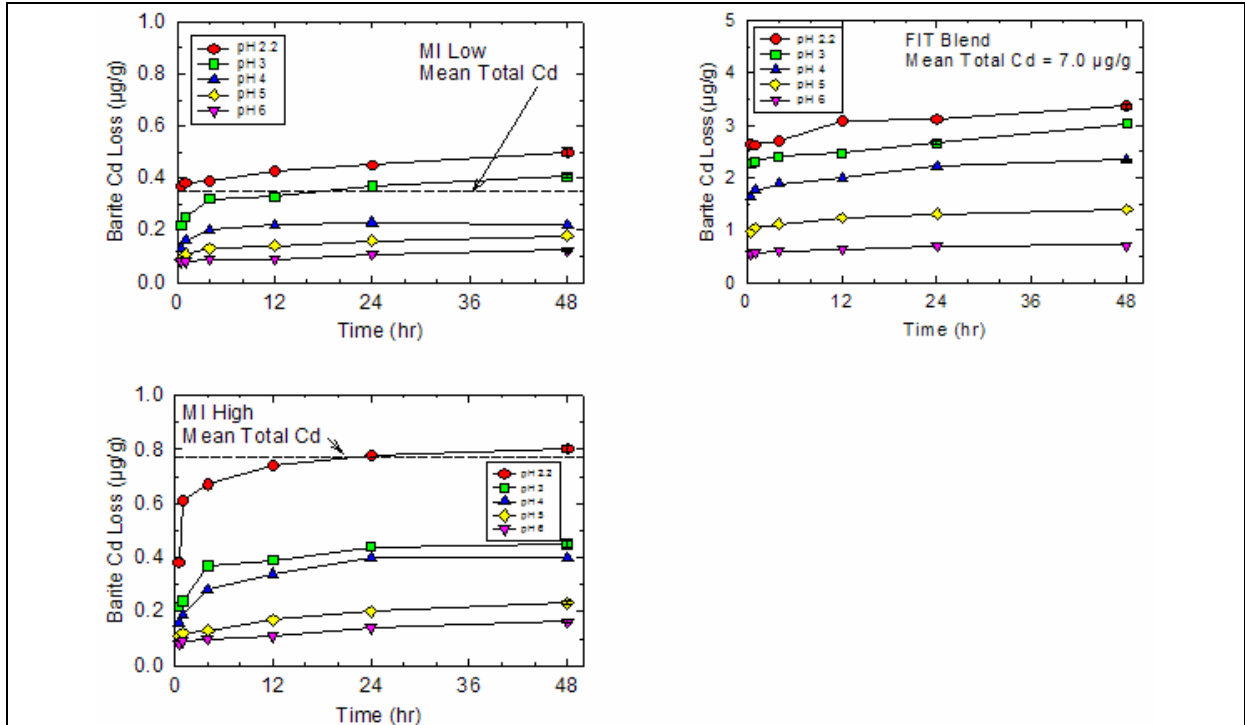 1.0
0.8
0.6
0.4
0.2
0.0
Barite Cd Loss (µg/g)
pH 2.2
pH 3
pH 4
pH 5
pH 6
MI Low
Mean Total Cd
0
12
24
36
48
Time (hr)
5
4
3
2
1
0
Barite Cd Loss (µg/g)
pH 2.2
pH 3
pH 4
pH 5
pH 6
FIT Blend
Mean Total Cd = 7.0 µg/g
0
12
24
36
48
Time (hr)
1.0
0.8
0.6
0.4
0.2
0.0
Barite Cd Loss (µg/g)
MI High
Mean Total Cd
pH 2.2
pH 3
pH 4
pH 5
pH 6
0
12
24
36
48
Time (hr)